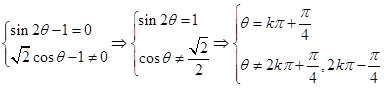 {sin 2θ − 1 = 0
√2 cos θ − 1 ≠ 0 ⇒ {sin 2θ = 1
cos θ ≠ √2/2 ⇒ {θ = kπ + π/4
θ ≠ 2kπ + π/4, 2kπ − π/4